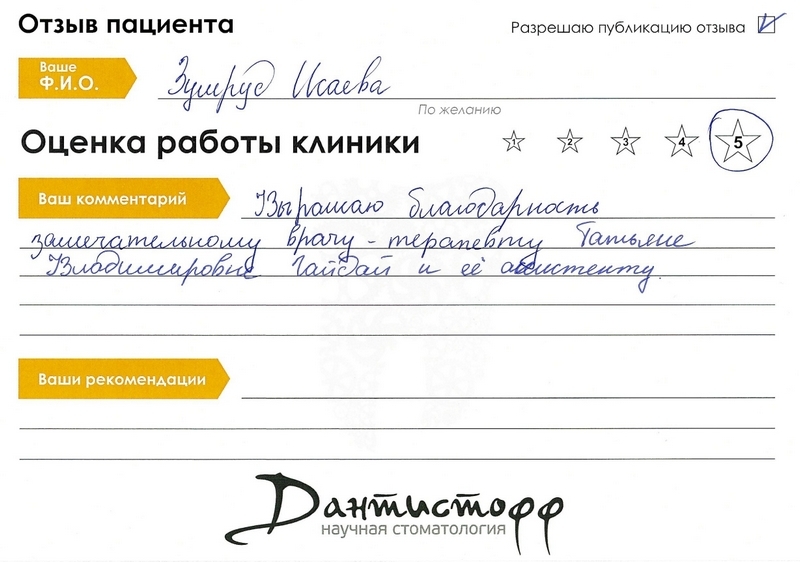 Отзыв пациента
Разрешаю публикацию отзыва
Ваше
Ф.И.О.
Зумруд Исаева
По желанию
Оценка работы клиники
1 2 3 4 5
Ваш комментарий
Выражаю благодарность
замечательному врачу-терапевту Татьяне
Владимировне Гайдай и её ассистенту.
Ваши рекомендации
Дантистофф
научная стоматология